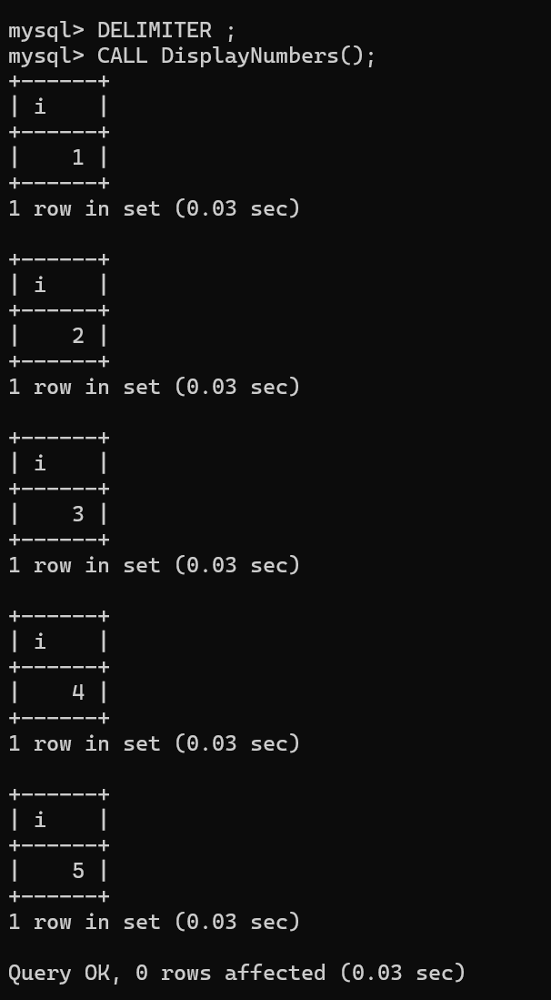 mysql> DELIMITER ;
mysql> CALL DisplayNumbers();
+------+
| i    |
+------+
|    1 |
+------+
1 row in set (0.03 sec)

+------+
| i    |
+------+
|    2 |
+------+
1 row in set (0.03 sec)

+------+
| i    |
+------+
|    3 |
+------+
1 row in set (0.03 sec)

+------+
| i    |
+------+
|    4 |
+------+
1 row in set (0.03 sec)

+------+
| i    |
+------+
|    5 |
+------+
1 row in set (0.03 sec)

Query OK, 0 rows affected (0.03 sec)